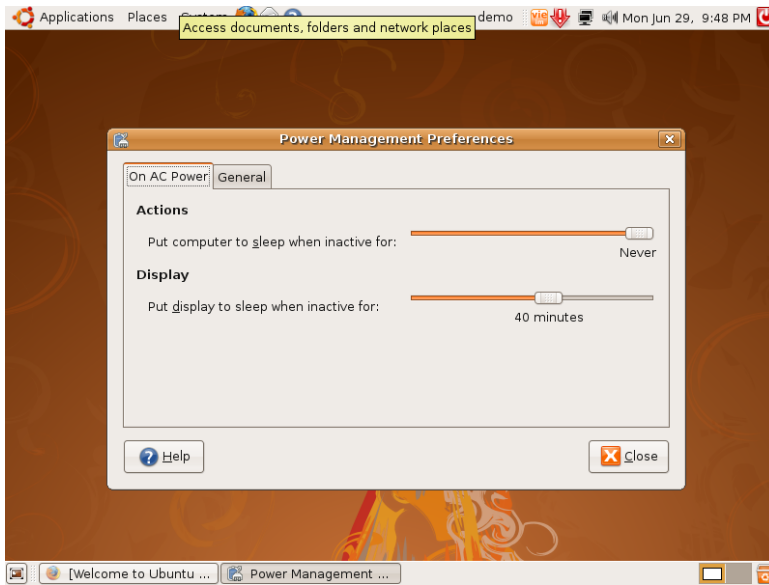 Applications Places
Access documents, folders and network places
demo
Mon Jun 29, 9:48 PM
Power Management Preferences
On AC Power General
Actions
Put computer to sleep when inactive for:
Never
Display
Put display to sleep when inactive for:
40 minutes
Help
Close
[Welcome to Ubuntu ...
Power Management ...